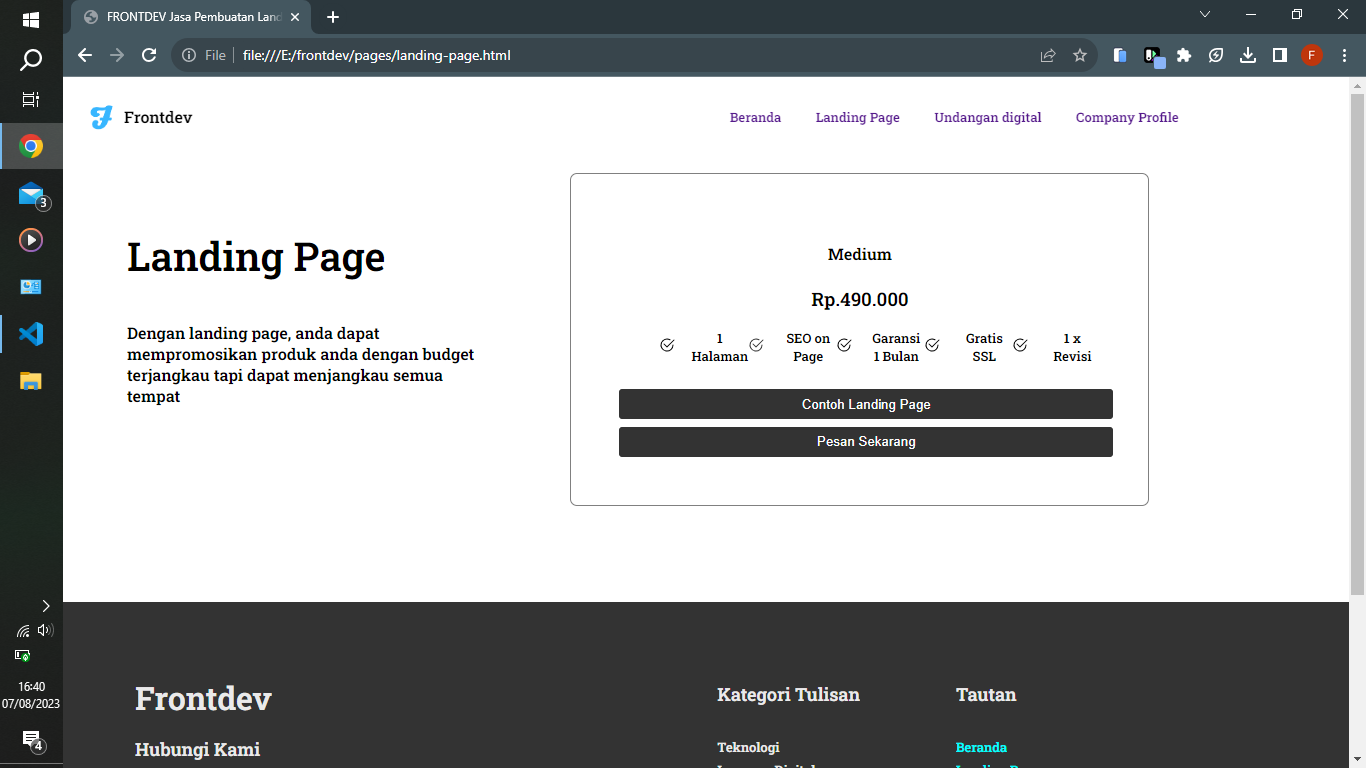 FRONTDEV Jasa Pembuatan Land
File
file:///E:/frontdev/pages/landing-page.html
F
Frontdev
Beranda
Landing Page
Undangan digital
Company Profile
Landing Page
Dengan landing page, anda dapat
mempromosikan produk anda dengan budget
terjangkau tapi dapat menjangkau semua
tempat
Medium
Rp.490.000
1
Halaman
SEO on
Page
Garansi
1 Bulan
Gratis
SSL
1 x
Revisi
Contoh Landing Page
Pesan Sekarang
Frontdev
Hubungi Kami
Kategori Tulisan
Teknologi
Tautan
Beranda
3
16:40
07/08/2023
4